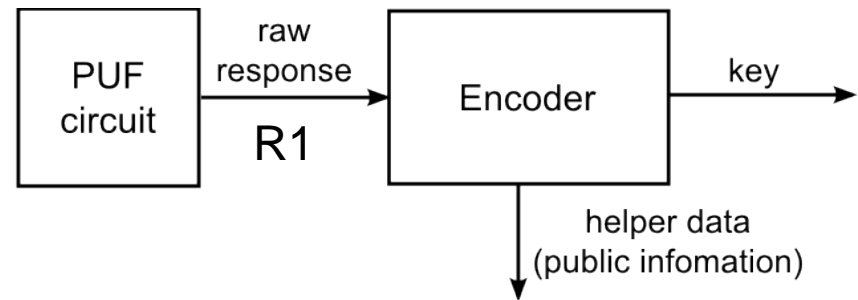 PUF
circuit
raw
response
R1
Encoder
key
helper data
(public infomation)